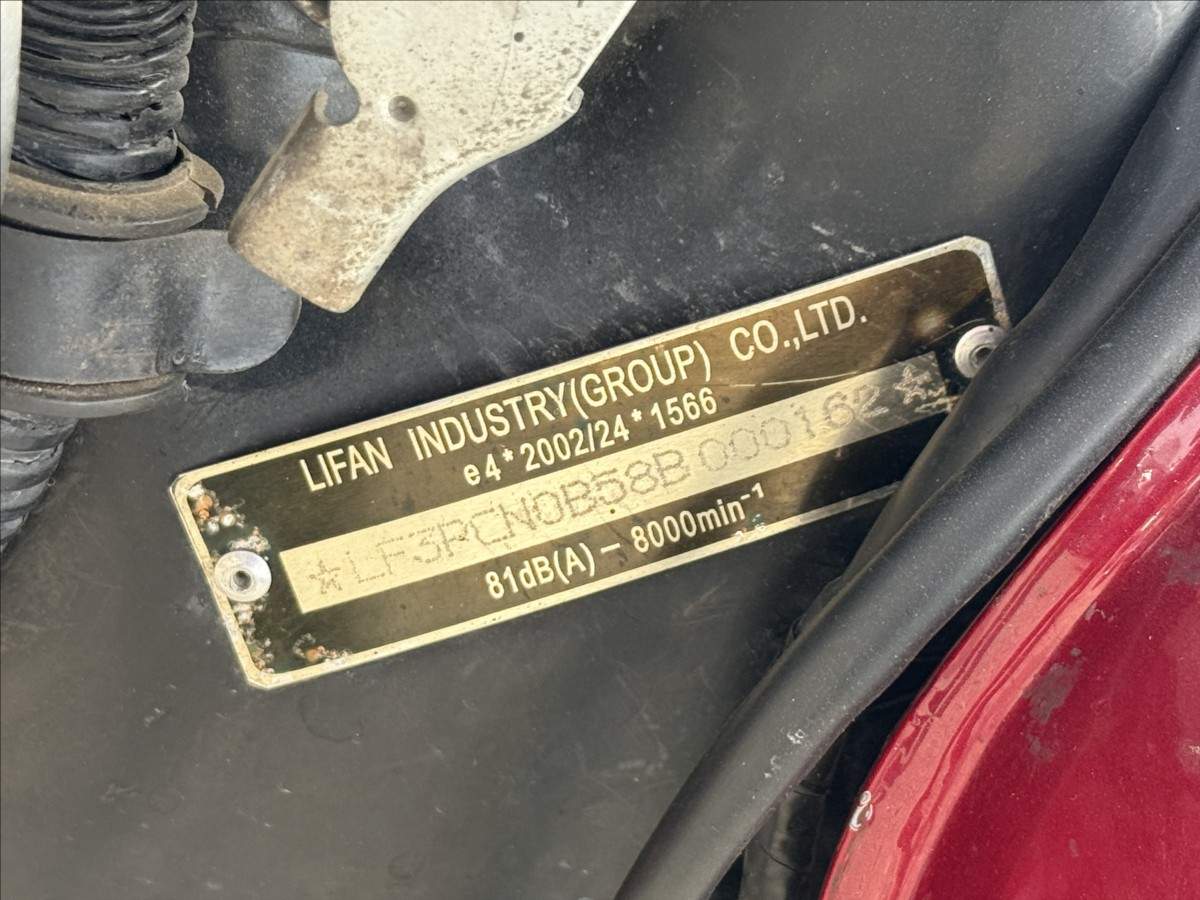 LIFAN INDUSTRY(GROUP) CO.,LTD.
e4*2002/24*1566
☆LF3PCN0B58B000162☆
81dB(A) – 8000min⁻¹